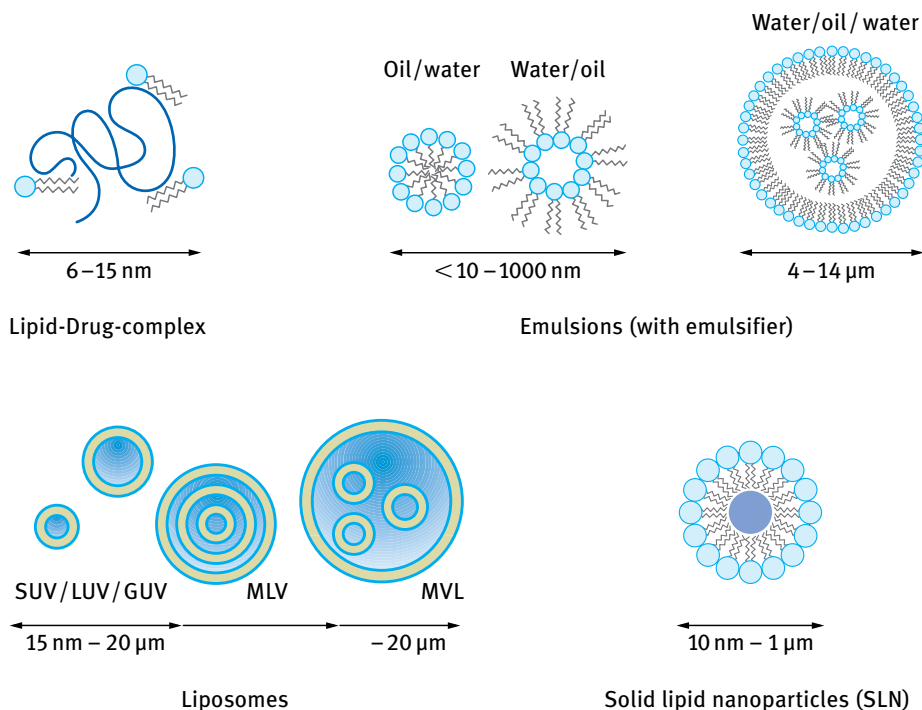 Water/oil/water
Oil/water
Water/oil
6–15 nm
<10–1000 nm
4–14 µm
Lipid-Drug-complex
Emulsions (with emulsifier)
SUV/LUV/GUV
MLV
MVL
15 nm – 20 µm
–20 µm
10 nm – 1 µm
Liposomes
Solid lipid nanoparticles (SLN)